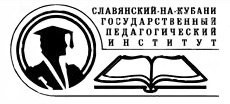 СЛАВЯНСКИЙ-НА-КУБАНИ
ГОСУДАРСТВЕННЫЙ
ПЕДАГОГИЧЕСКИЙ
ИНСТИТУТ